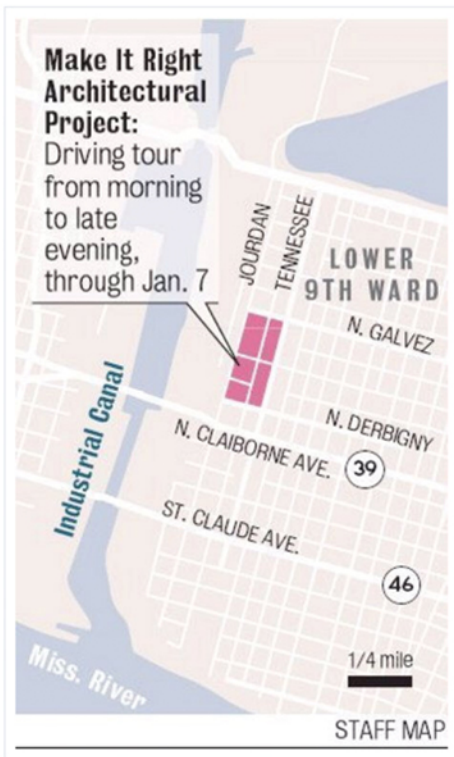 Make It Right
Architectural
Project:
Driving tour
from morning
to late
evening,
through Jan. 7
JOURDAN
TENNESSEE
LOWER
9TH WARD
N. GALVEZ
N. DERBIGNY
N. CLAIBORNE AVE.
39
Industrial Canal
ST. CLAUDE AVE.
46
Miss. River
1/4 mile
STAFF MAP